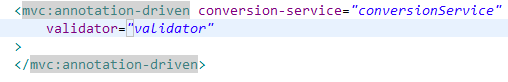 <mvc:annotation-driven conversion-service="conversionService"
validator="validator"
>
</mvc:annotation-driven>